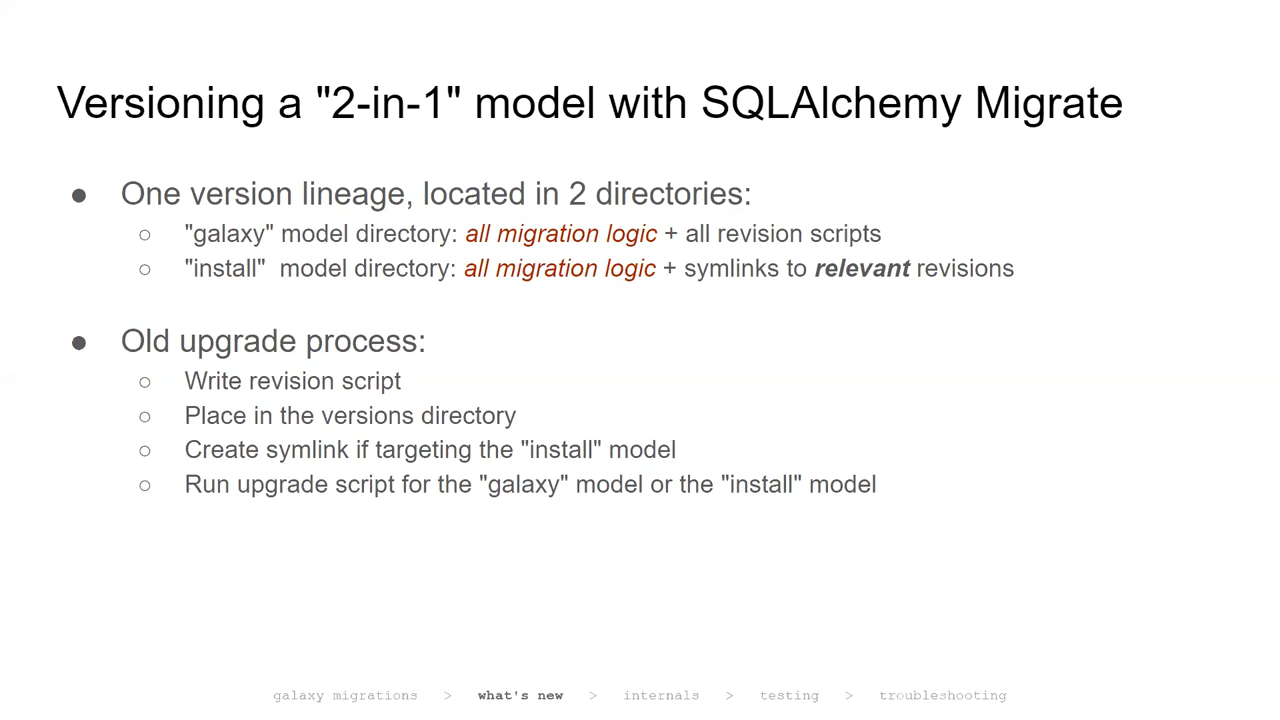 Versioning a "2-in-1" model with SQLAlchemy Migrate
● One version lineage, located in 2 directories:
○ "galaxy" model directory: all migration logic + all revision scripts
○ "install" model directory: all migration logic + symlinks to relevant revisions
● Old upgrade process:
○ Write revision script
○ Place in the versions directory
○ Create symlink if targeting the "install" model
○ Run upgrade script for the "galaxy" model or the "install" model
galaxy migrations > what's new > internals > testing > troubleshooting